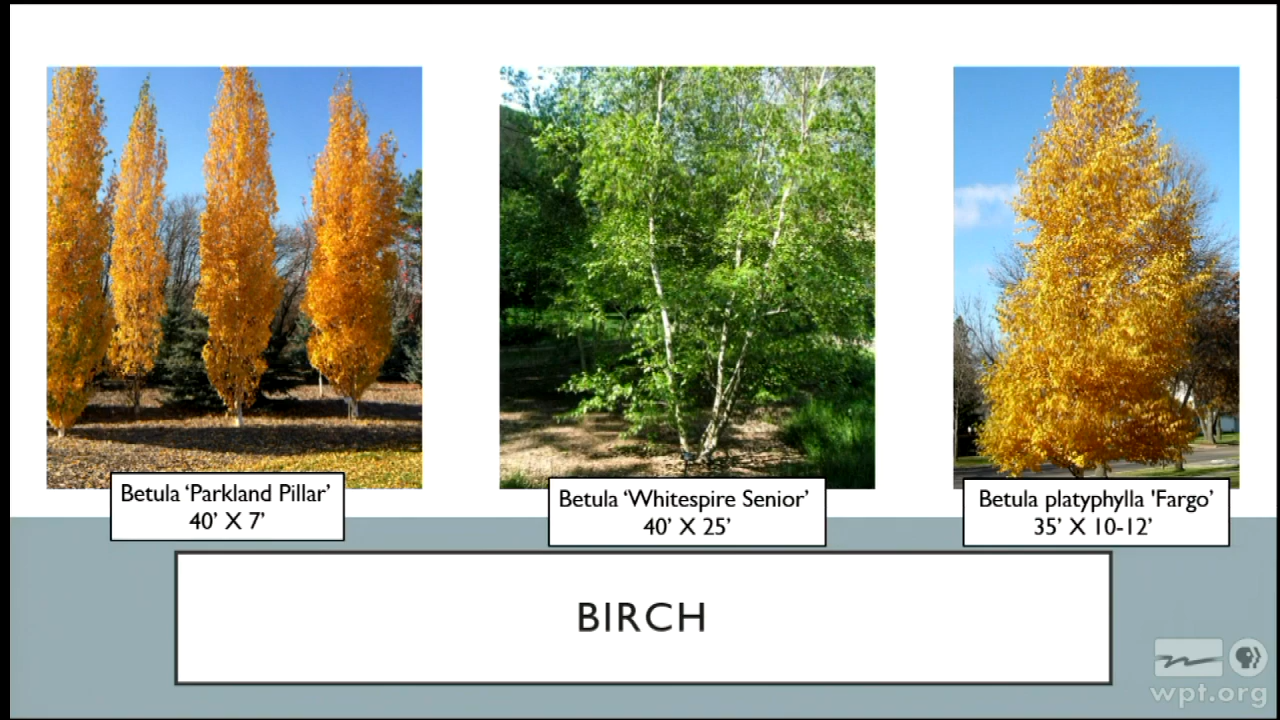 Betula ‘Parkland Pillar’
40’ X 7’
Betula ‘Whitespire Senior’
40’ X 25’
Betula platyphylla 'Fargo’
35’ X 10-12’
BIRCH
wpt.org